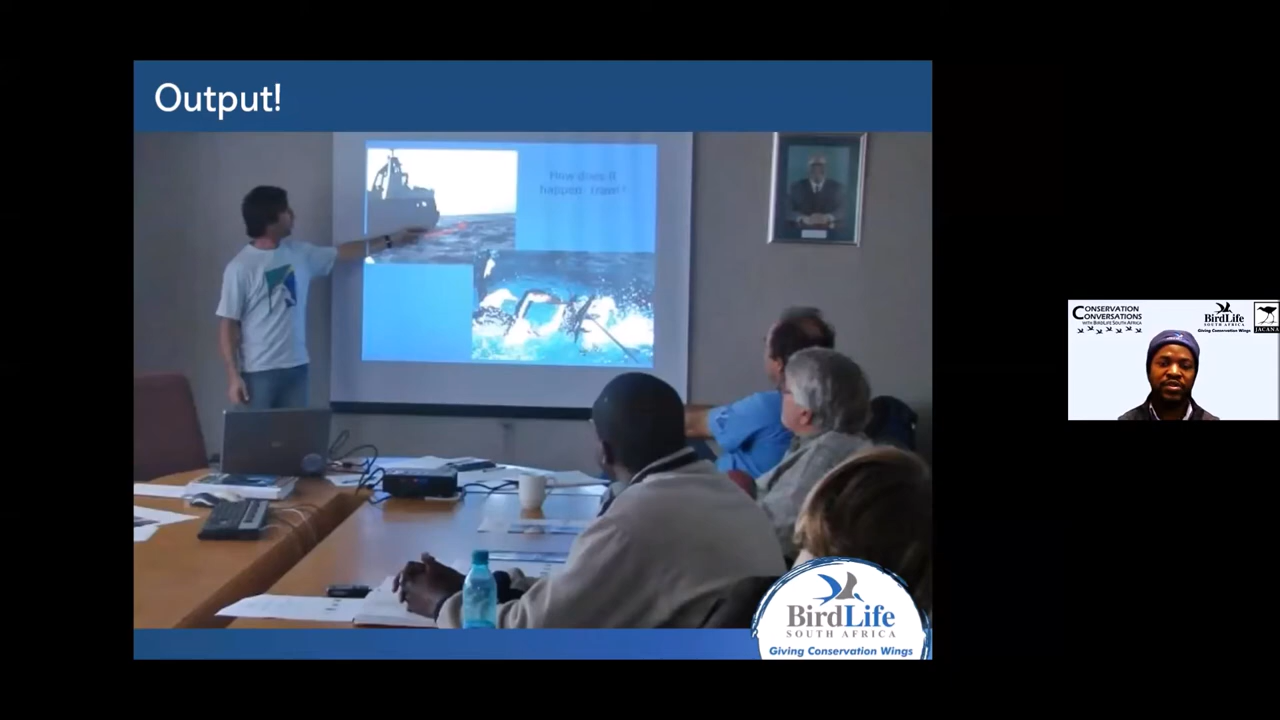 Output!
How does it
happen: trawl?
BirdLife
SOUTH AFRICA
Giving Conservation Wings
CONSERVATION
CONVERSATIONS
WITH BIRDLIFE SOUTH AFRICA
BirdLife
SOUTH AFRICA
Giving Conservation Wings
JACANA